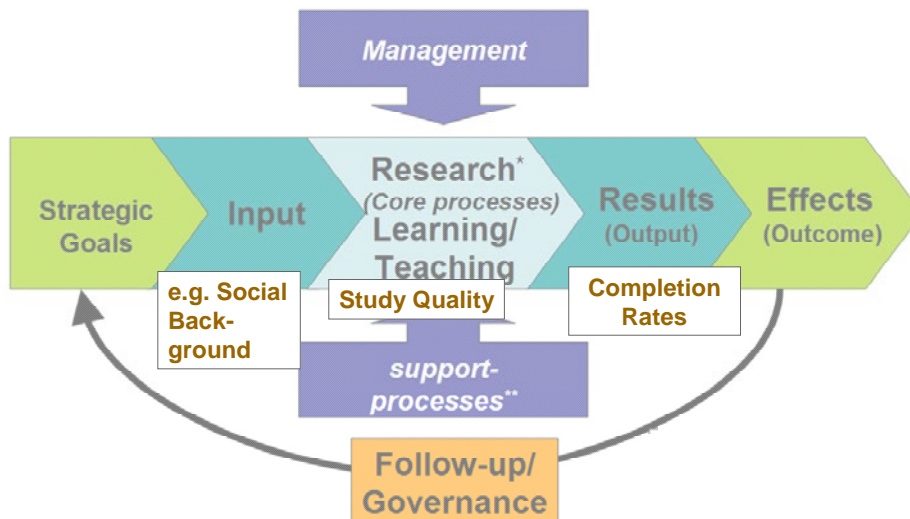 Management
Strategic
Goals
Input
Research*
(Core processes)
Learning/
Teaching
Results
(Output)
Effects
(Outcome)
e.g. Social
Back-
ground
Study Quality
Completion
Rates
support-
processes**
Follow-up/
Governance